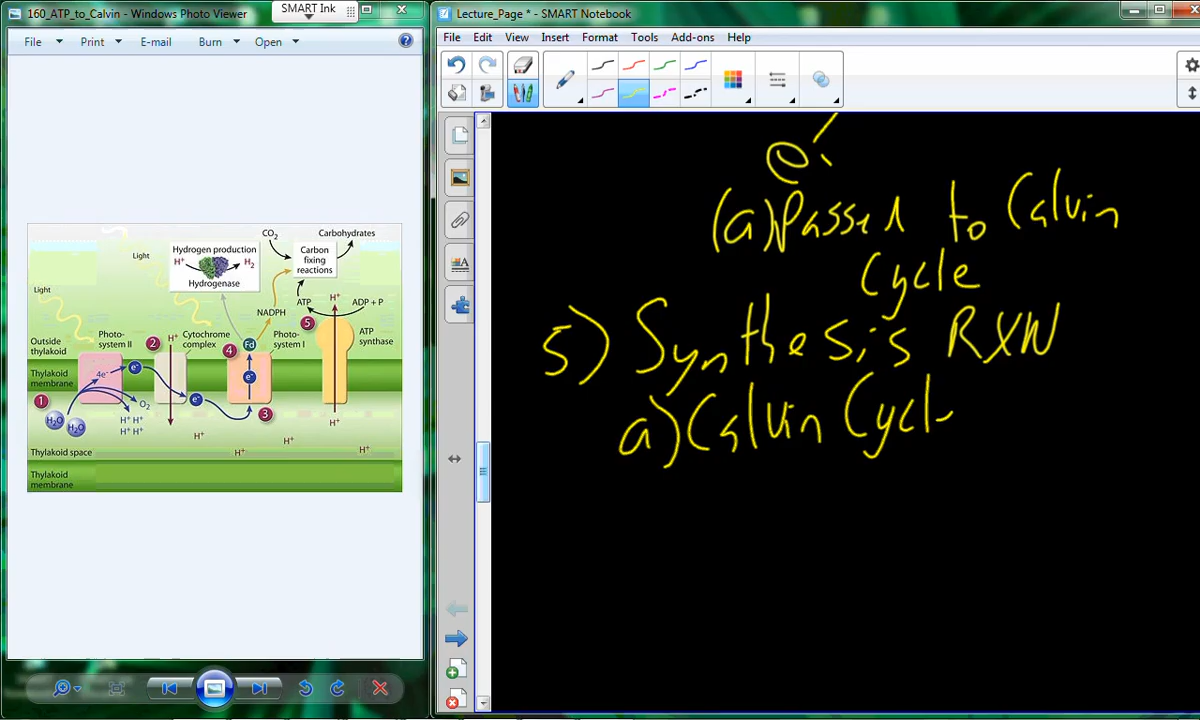 160_ATP_to_Calvin - Windows Photo Viewer
SMART Ink
File Print E-mail Burn Open
CO2 Carbohydrates
Light
Hydrogen production
H+ H2
Hydrogenase
Carbon
fixing
reactions
Light
NADPH
ATP
H+
ADP + P
5
Outside
thylakoid
Photo-
system II
2
H+
Cytochrome
complex
4
Fd
Photo-
system I
ATP
synthase
Thylakoid
membrane
4e-
e-
e-
1
H2O
H2O
O2
H+ H+
H+ H+
e-
3
H+
H+
H+
H+
H+
Thylakoid space
Thylakoid
membrane
Lecture_Page * - SMART Notebook
File Edit View Insert Format Tools Add-ons Help
e-
(a) Passed to Calvin
Cycle
5) Synthesis RXN
a) Calvin Cycl